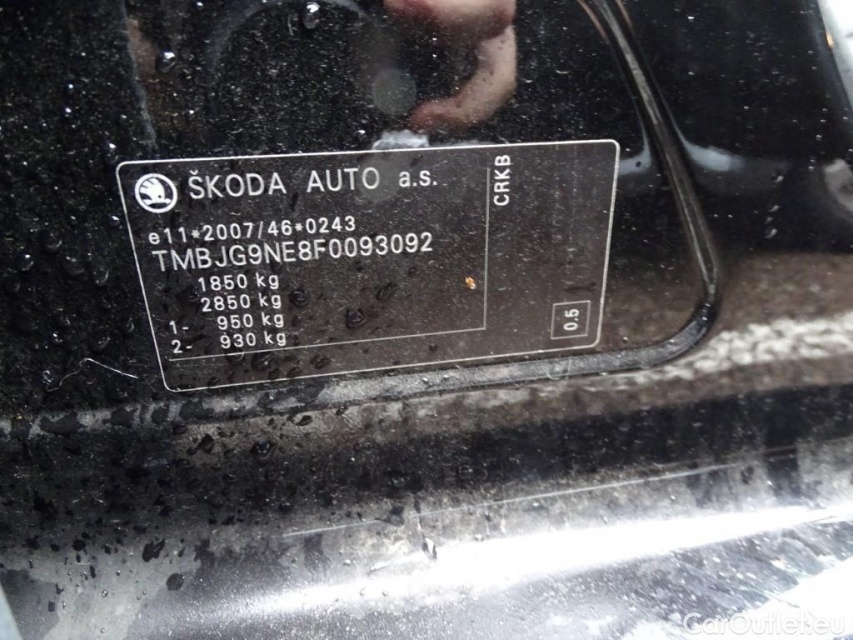 ŠKODA AUTO a.s.
CRKB
e11*2007/46*0243
TMBJG9NE8F0093092
1850 kg
2850 kg
1- 950 kg
2- 930 kg
0.5
CarOutlet.eu